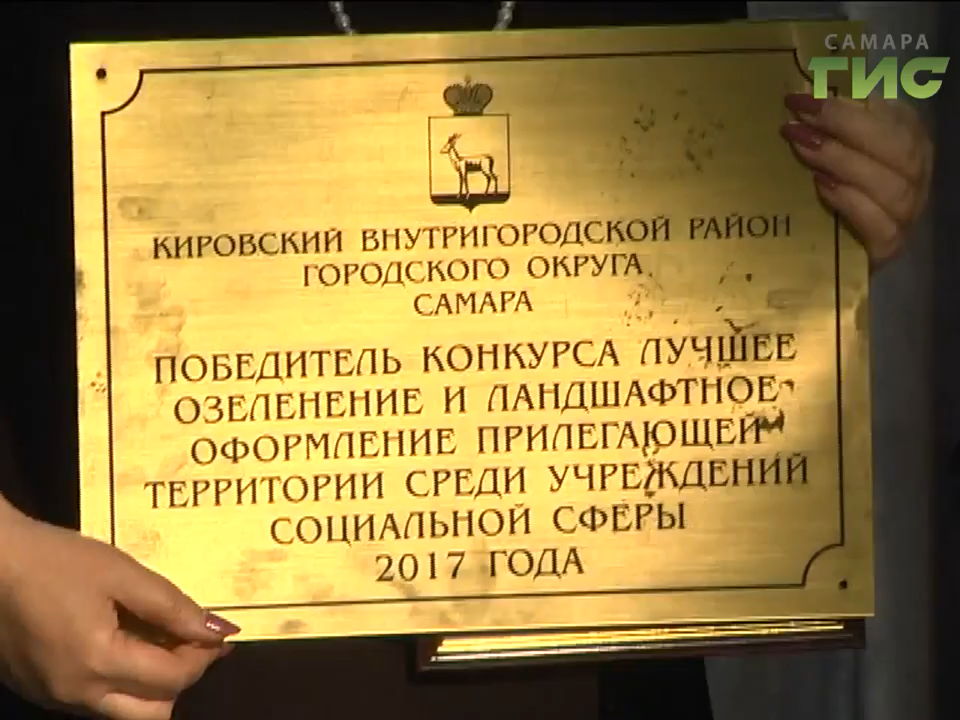 САМАРА
ГИС
КИРОВСКИЙ ВНУТРИГОРОДСКОЙ РАЙОН
ГОРОДСКОГО ОКРУГА
САМАРА
ПОБЕДИТЕЛЬ КОНКУРСА ЛУЧШЕЕ
ОЗЕЛЕНЕНИЕ И ЛАНДШАФТНОЕ
ОФОРМЛЕНИЕ ПРИЛЕГАЮЩЕЙ
ТЕРРИТОРИИ СРЕДИ УЧРЕЖДЕНИЙ
СОЦИАЛЬНОЙ СФЕРЫ
2017 ГОДА